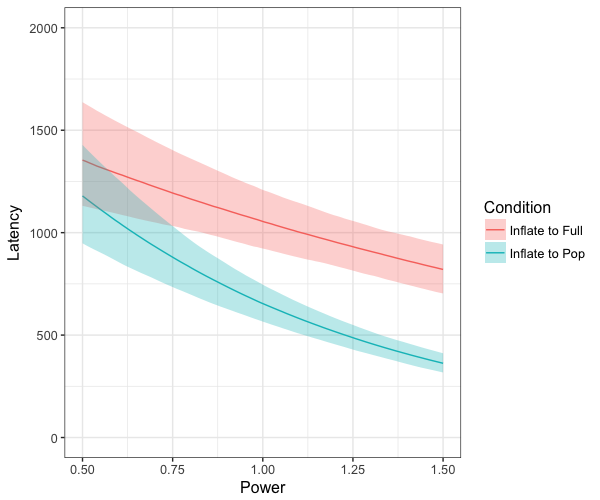 Latency
2000
1500
1000
500
0
0.50 0.75 1.00 1.25 1.50
Power
Condition
Inflate to Full
Inflate to Pop